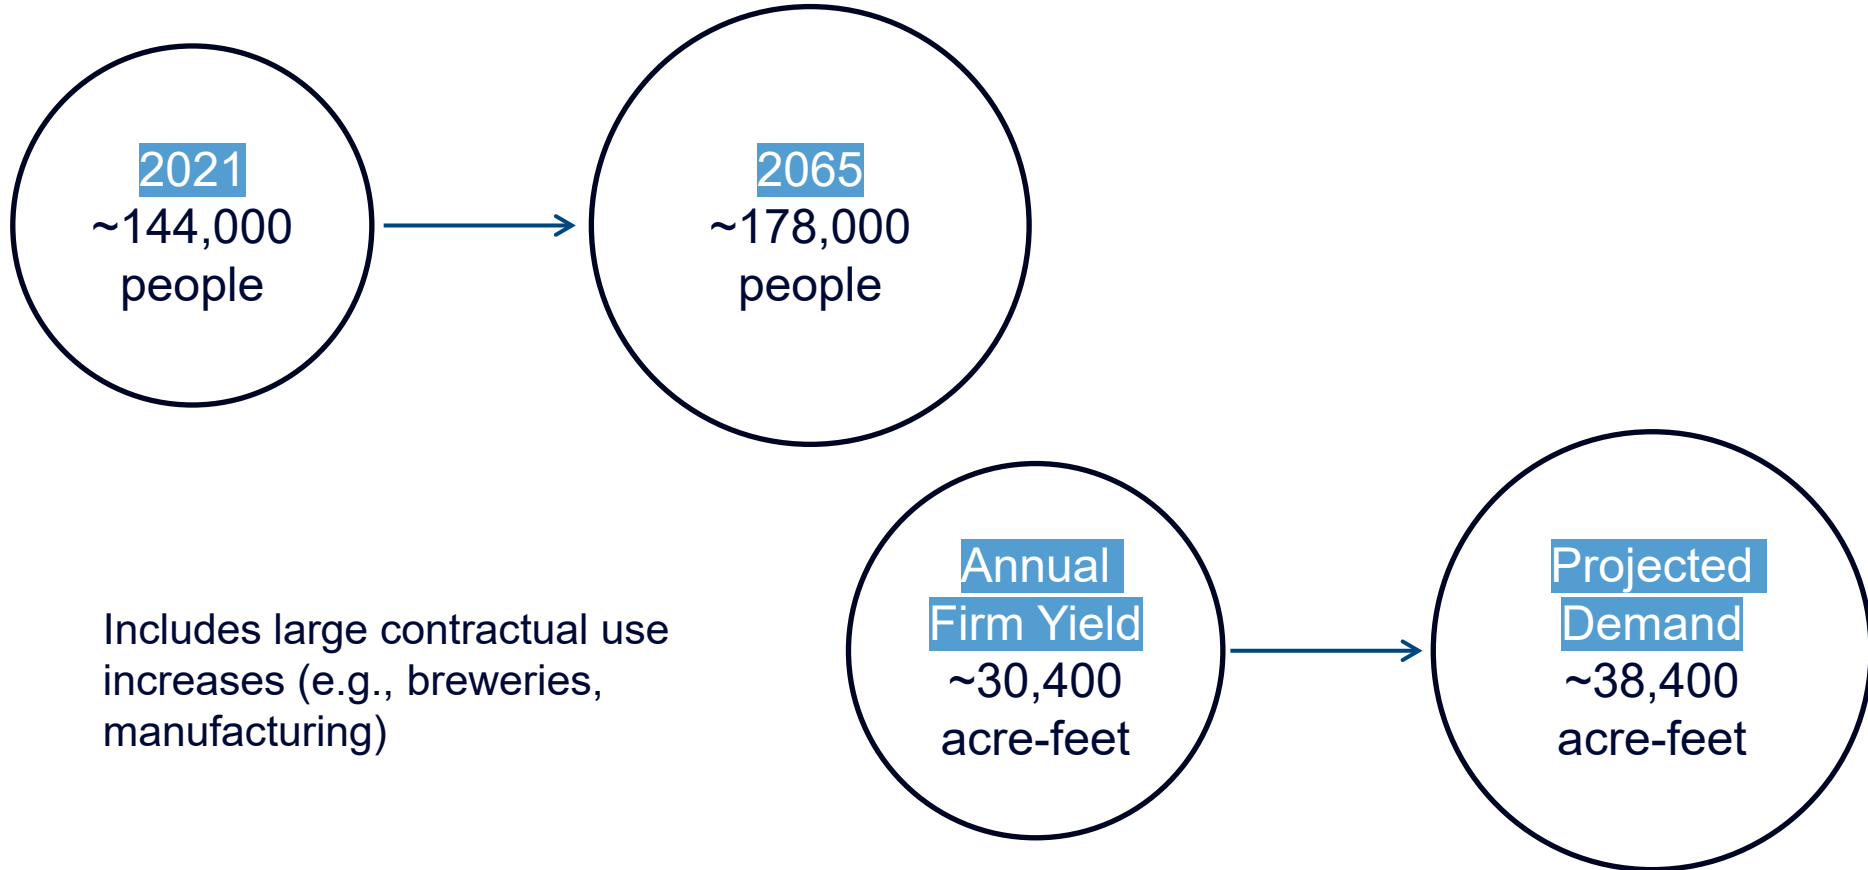 2021
~144,000
people
2065
~178,000
people
Includes large contractual use
increases (e.g., breweries,
manufacturing)
Annual
Firm Yield
~30,400
acre-feet
Projected
Demand
~38,400
acre-feet